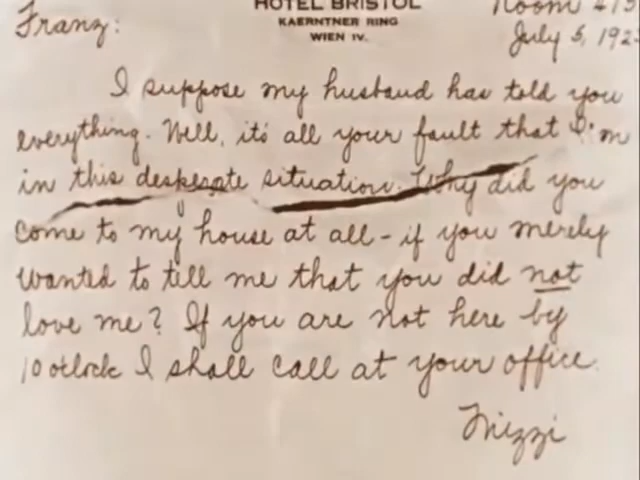 HOTEL BRISTOL
KAERNTNER RING
WIEN IV.
Room
Franz:
July 5, 192
I suppose my husband has told you
everything. Well, it's all your fault that I'm
in this desperate situation. Why did you
come to my house at all - if you merely
wanted to tell me that you did not
love me? If you are not here by
10 o'clock I shall call at your office.
Mizzi